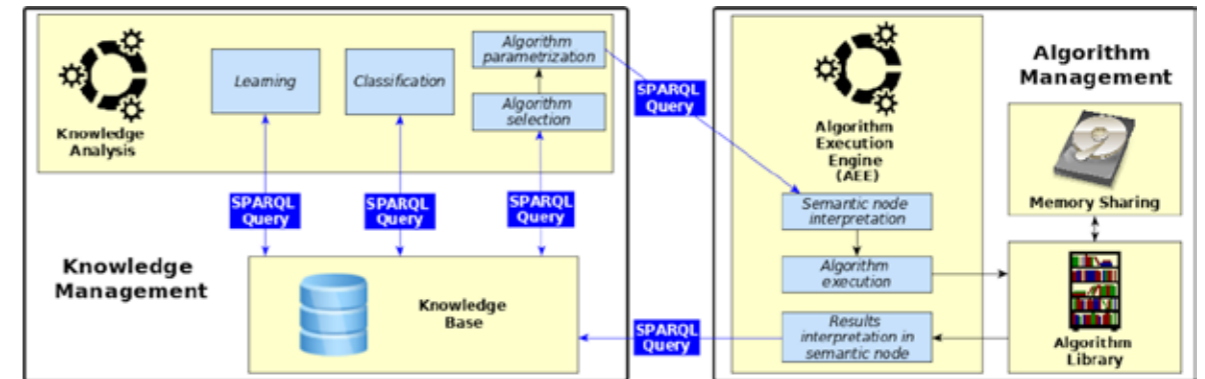 Knowledge
Analysis
Learning
Classification
Algorithm
parametrization
Algorithm
selection
SPARQL
Query
SPARQL
Query
SPARQL
Query
Knowledge
Management
Knowledge
Base
SPARQL
Query
SPARQL
Query
Algorithm
Execution
Engine
(AEE)
Semantic node
interpretation
Algorithm
execution
Results
interpretation in
semantic node
Algorithm
Management
Memory Sharing
Algorithm
Library